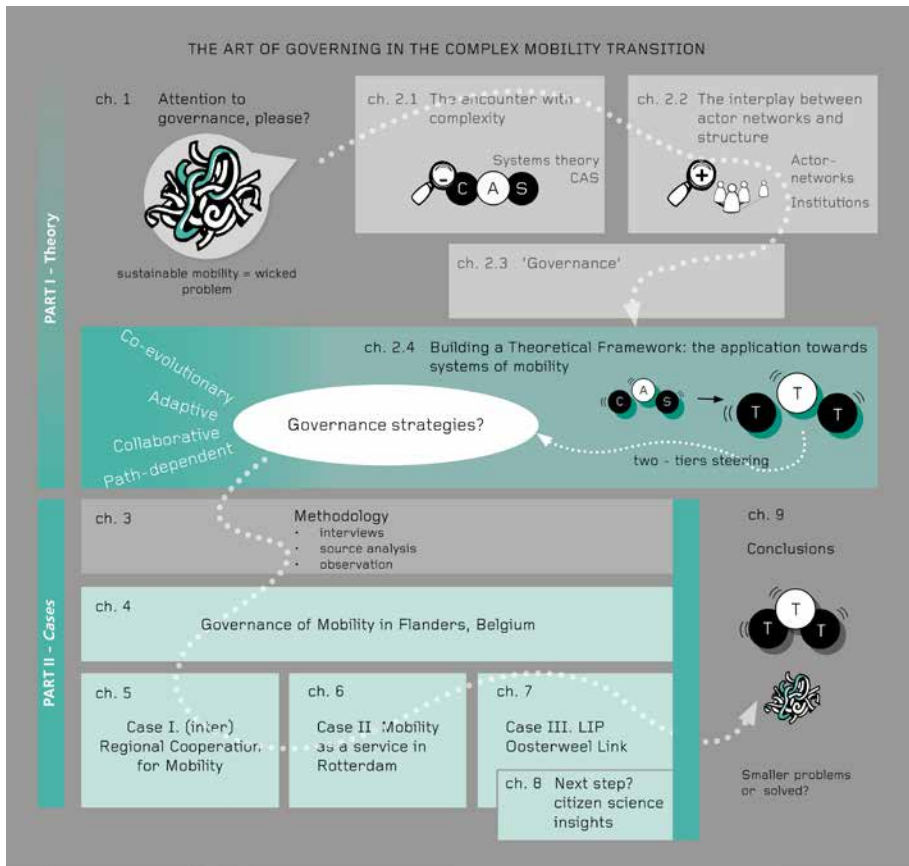 THE ART OF GOVERNING IN THE COMPLEX MOBILITY TRANSITION
PART I - Theory
ch. 1 Attention to
governance, please?
sustainable mobility = wicked
problem
ch. 2.1 The encounter with
complexity
Systems theory
CAS
- C A S
ch. 2.2 The interplay between
actor networks and
structure
Actor-
networks
Institutions
+
ch. 2.3 'Governance'
ch. 2.4 Building a Theoretical Framework: the application towards
systems of mobility
Co-evolutionary
Adaptive
Collaborative
Path-dependent
Governance strategies?
C A S
T T T
two - tiers steering
PART II - Cases
ch. 3 Methodology
• interviews
• source analysis
• observation
ch. 4
Governance of Mobility in Flanders, Belgium
ch. 5
Case I. (inter)
Regional Cooperation
for Mobility
ch. 6
Case II Mobility
as a service in
Rotterdam
ch. 7
Case III. LIP
Oosterweel Link
ch. 8 Next step?
citizen science
insights
ch. 9
Conclusions
T T T
Smaller problems
or solved?